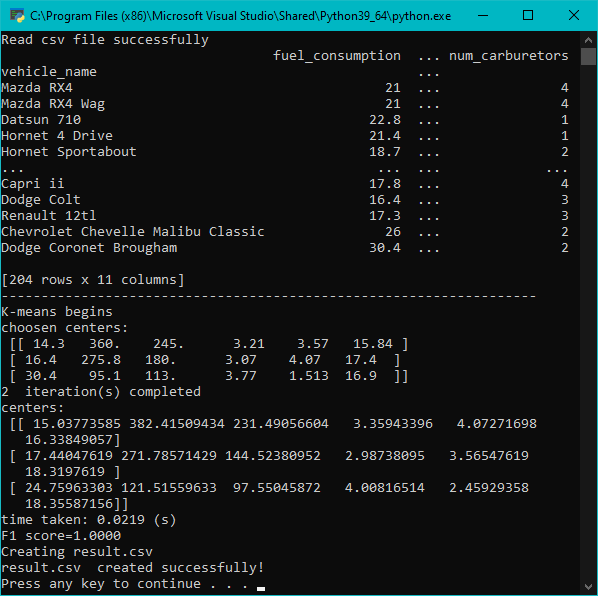 C:\Program Files (x86)\Microsoft Visual Studio\Shared\Python39_64\python.exe
Read csv file successfully
fuel_consumption ... num_carburetors
vehicle_name ...
Mazda RX4 21 ... 4
Mazda RX4 Wag 21 ... 4
Datsun 710 22.8 ... 1
Hornet 4 Drive 21.4 ... 1
Hornet Sportabout 18.7 ... 2
... ... ... ...
Capri ii 17.8 ... 4
Dodge Colt 16.4 ... 3
Renault 12tl 17.3 ... 3
Chevrolet Chevelle Malibu Classic 26 ... 2
Dodge Coronet Brougham 30.4 ... 2
[204 rows x 11 columns]
-------------------------------------------------------------------
K-means begins
choosen centers:
[[ 14.3 360. 245. 3.21 3.57 15.84 ]
[ 16.4 275.8 180. 3.07 4.07 17.4 ]
[ 30.4 95.1 113. 3.77 1.513 16.9 ]]
2 iteration(s) completed
centers:
[[ 15.03773585 382.41509434 231.49056604 3.35943396 4.07271698
16.33849057]
[ 17.44047619 271.78571429 144.52380952 2.98738095 3.56547619
18.3197619 ]
[ 24.75963303 121.51559633 97.55045872 4.00816514 2.45929358
18.35587156]]
time taken: 0.0219 (s)
F1 score=1.0000
Creating result.csv
result.csv created successfully!
Press any key to continue . . .